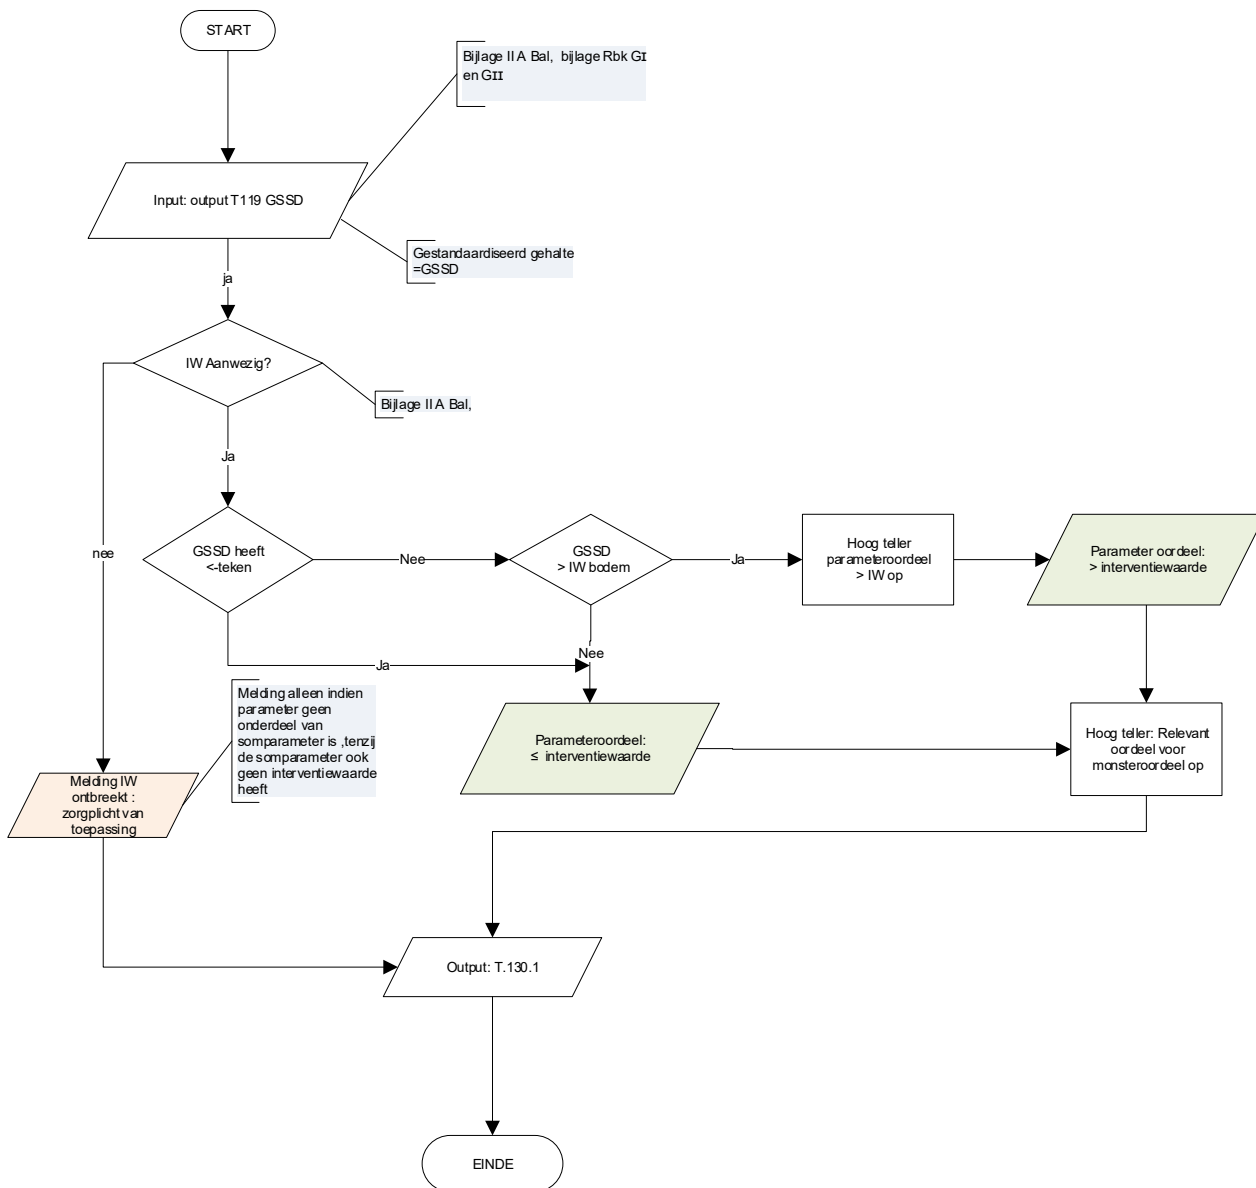 START
Bijlage II A Bal, bijlage Rbk GI
en GII
Input: output T119 GSSD
Gestandaardiseerd gehalte
=GSSD
ja
IW Aanwezig?
Bijlage II A Bal,
Ja
nee
GSSD heeft
<-teken
Nee
GSSD
> IW bodem
Ja
Hoog teller
parameteroordeel
> IW op
Parameter oordeel:
> interventiewaarde
Nee
Ja
Melding alleen indien
parameter geen
onderdeel van
somparameter is ,tenzij
de somparameter ook
geen interventiewaarde
heeft
Parameteroordeel:
≤ interventiewaarde
Hoog teller: Relevant
oordeel voor
monsteroordeel op
Melding IW
ontbreekt :
zorgplicht van
toepassing
Output: T.130.1
EINDE